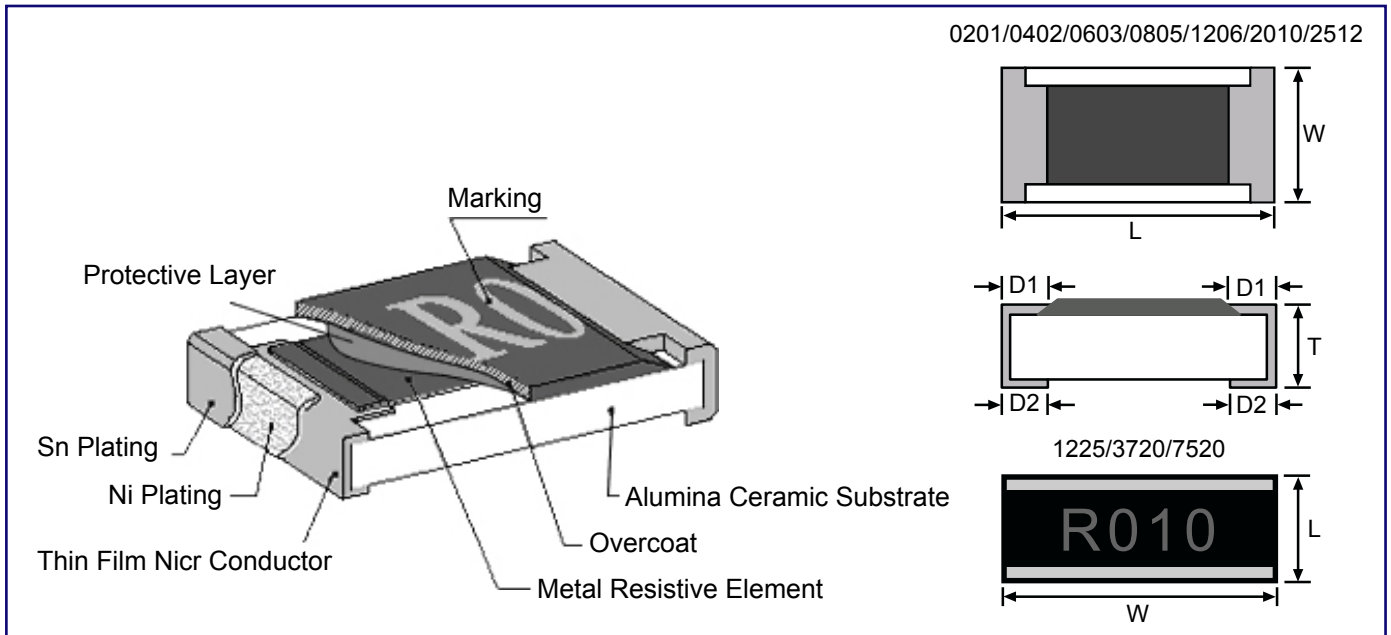 0201/0402/0603/0805/1206/2010/2512
W
L
Marking
Protective Layer
R0
D1
D1
T
D2
D2
Sn Plating
Ni Plating
Thin Film Nicr Conductor
Alumina Ceramic Substrate
Overcoat
Metal Resistive Element
1225/3720/7520
R010
L
W